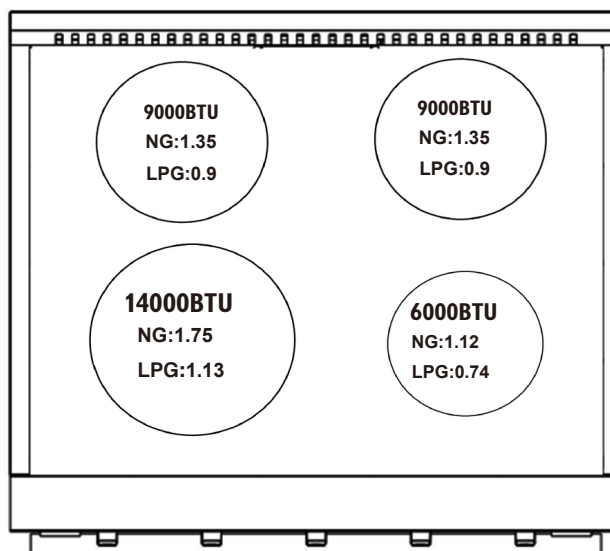 9000BTU
NG:1.35
LPG:0.9
9000BTU
NG:1.35
LPG:0.9
14000BTU
NG:1.75
LPG:1.13
6000BTU
NG:1.12
LPG:0.74